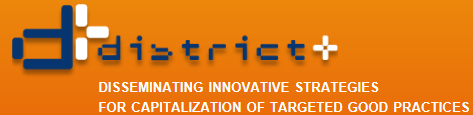 district+
DISSEMINATING INNOVATIVE STRATEGIES
FOR CAPITALIZATION OF TARGETED GOOD PRACTICES